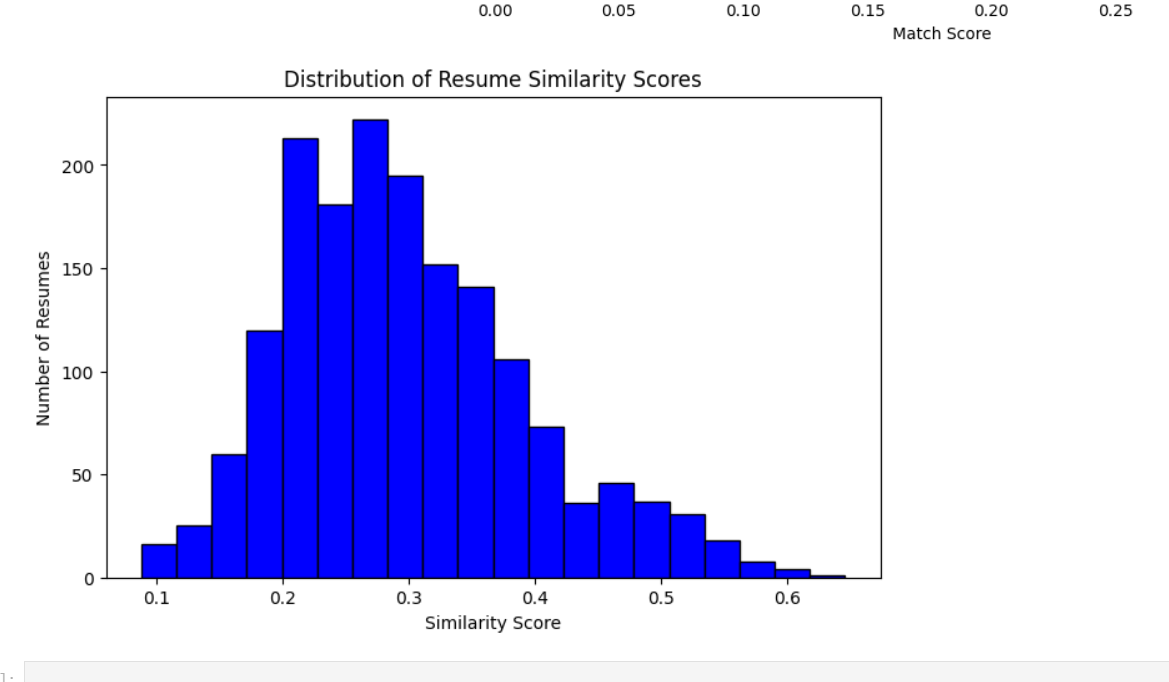 0.00 0.05 0.10 0.15 0.20 0.25
Match Score
Distribution of Resume Similarity Scores
Number of Resumes
200
150
100
50
0
0.1 0.2 0.3 0.4 0.5 0.6
Similarity Score
]: